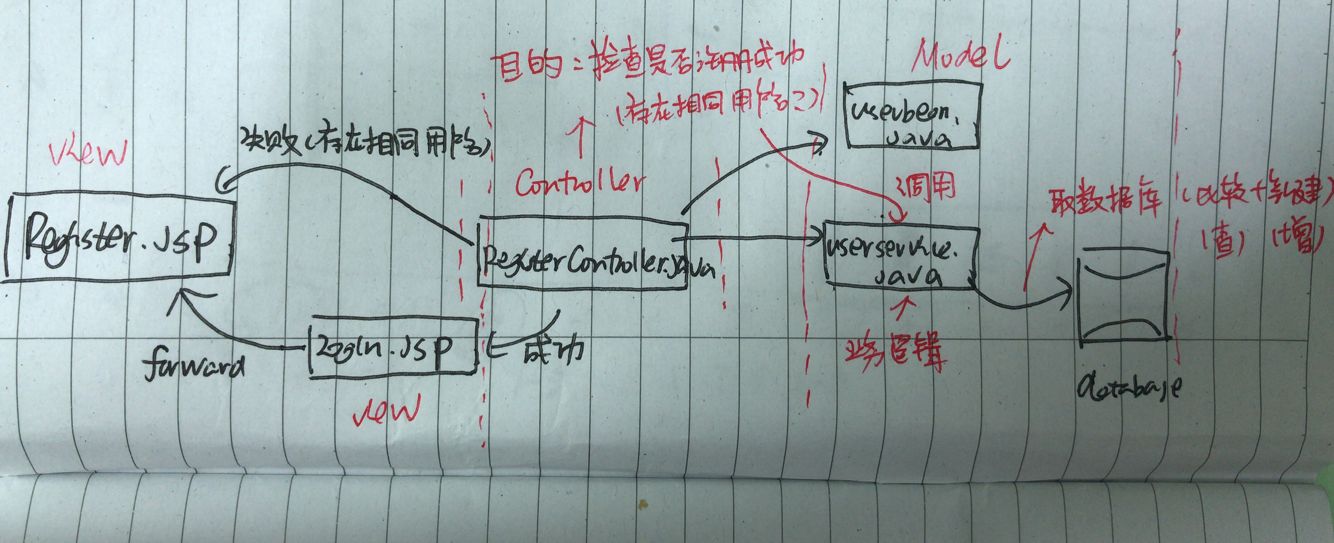 目的：检查是否注册成功
(存在相同用户名?)
Model
userbean.
java
view
失败(存在相同用户名)
Controller
调用
取数据库
(比较+新建)
(查) (增)
Register.jsp
RegisterController.java
userservice.
java
login.jsp
成功
业务逻辑
forward
view
database